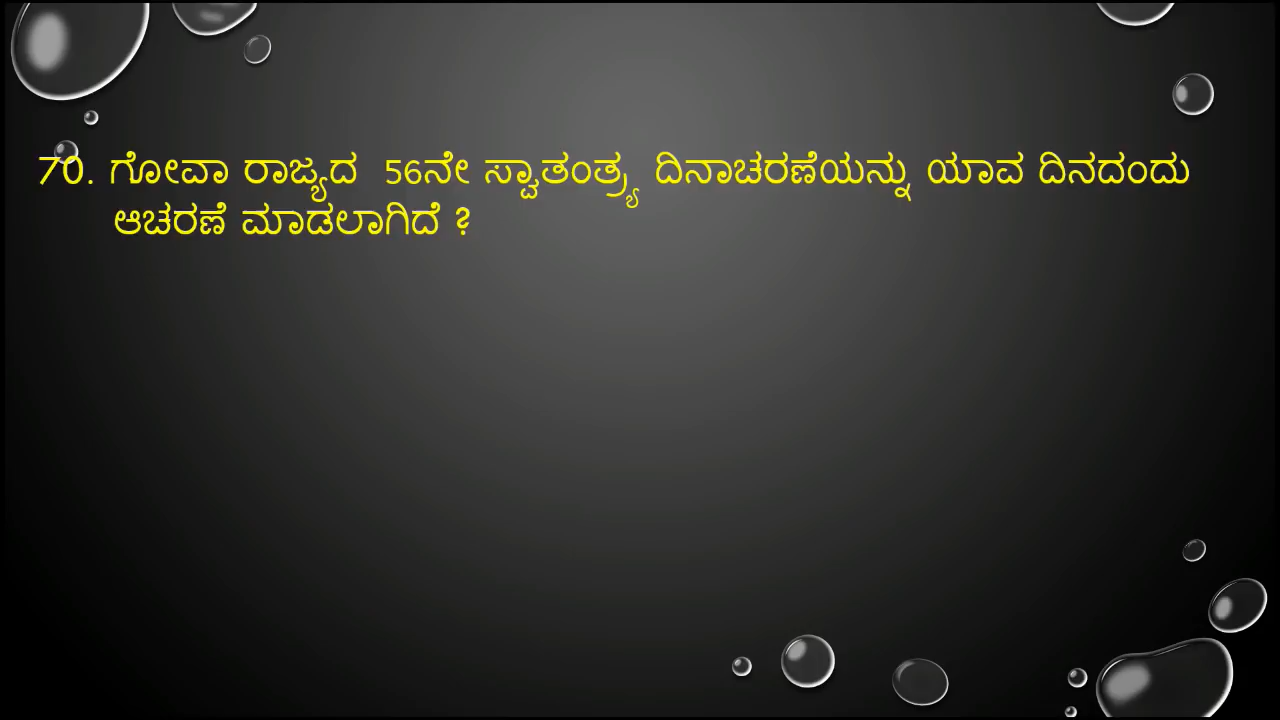 70. ಗೋವಾ ರಾಜ್ಯದ 56ನೇ ಸ್ವಾತಂತ್ರ್ಯ ದಿನಾಚರಣೆಯನ್ನು ಯಾವ ದಿನದಂದು
ಆಚರಣೆ ಮಾಡಲಾಗಿದೆ ?